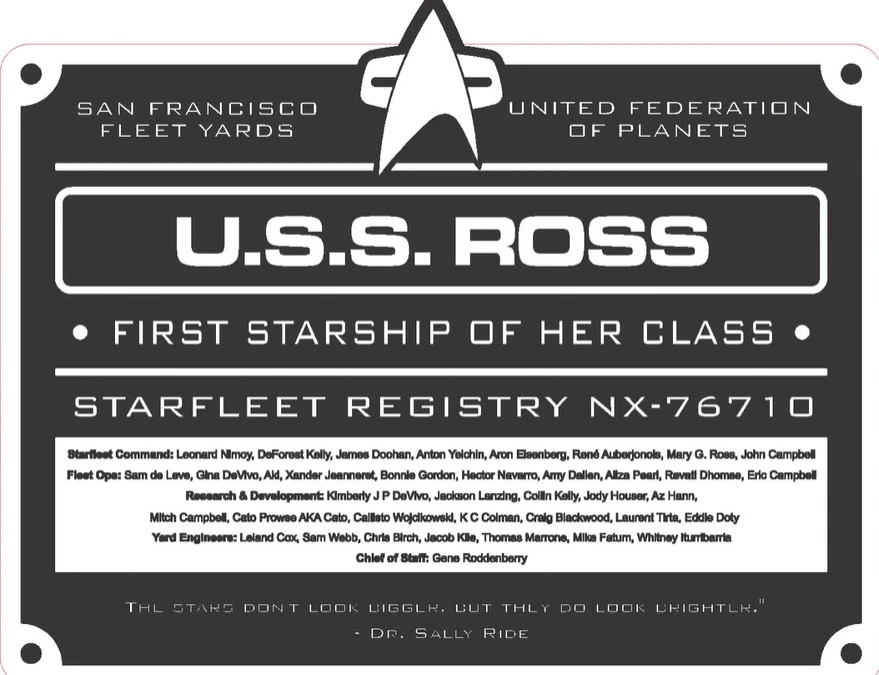 SAN FRANCISCO
FLEET YARDS
UNITED FEDERATION
OF PLANETS
U.S.S. ROSS
• FIRST STARSHIP OF HER CLASS •
STARFLEET REGISTRY NX-76710
Starfleet Command: Leonard Nimoy, DeForest Kelly, James Doohan, Anton Yelchin, Aron Eisenberg, René Auberjonois, Mary G. Ross, John Campbell
Fleet Ops: Sam de Leve, Gina DeVivo, Aki, Xander Jeanneret, Bonnie Gordon, Hector Navarro, Amy Dallen, Aliza Pearl, Revati Dhomse, Eric Campbell
Research & Development: Kimberly J P DeVivo, Jackson Lanzing, Collin Kelly, Jody Houser, Az Hann,
Mitch Campbell, Cato Prowse AKA Cato, Callisto Wojcikowski, K C Colman, Craig Blackwood, Laurent Tirta, Eddie Doty
Yard Engineers: Leland Cox, Sam Webb, Chris Birch, Jacob Kile, Thomas Marrone, Mike Fatum, Whitney Iturribarria
Chief of Staff: Gene Roddenberry
THE STARS DON'T LOOK BIGGER, BUT THEY DO LOOK BRIGHTER."
- DR. SALLY RIDE